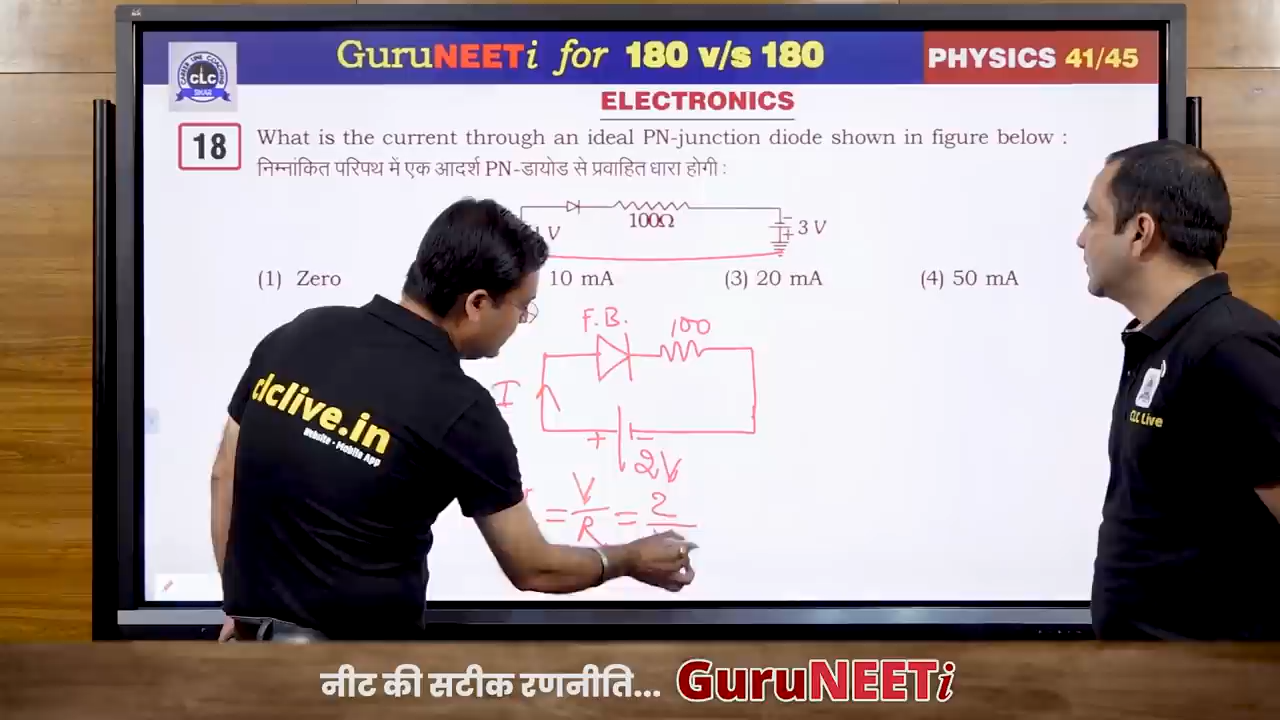 GuruNEETi for 180 v/s 180
PHYSICS 41/45
CLC
SIKAR
ELECTRONICS
18
What is the current through an ideal PN-junction diode shown in figure below :
निम्नांकित परिपथ में एक आदर्श PN-डायोड से प्रवाहित धारा होगी :
100Ω
V
3 V
(1) Zero
10 mA
(3) 20 mA
(4) 50 mA
F.B.
100
I
+ −
2V
= V/R = 2
clclive.in
Website - Mobile App
CLC Live
नीट की सटीक रणनीति... GuruNEETi